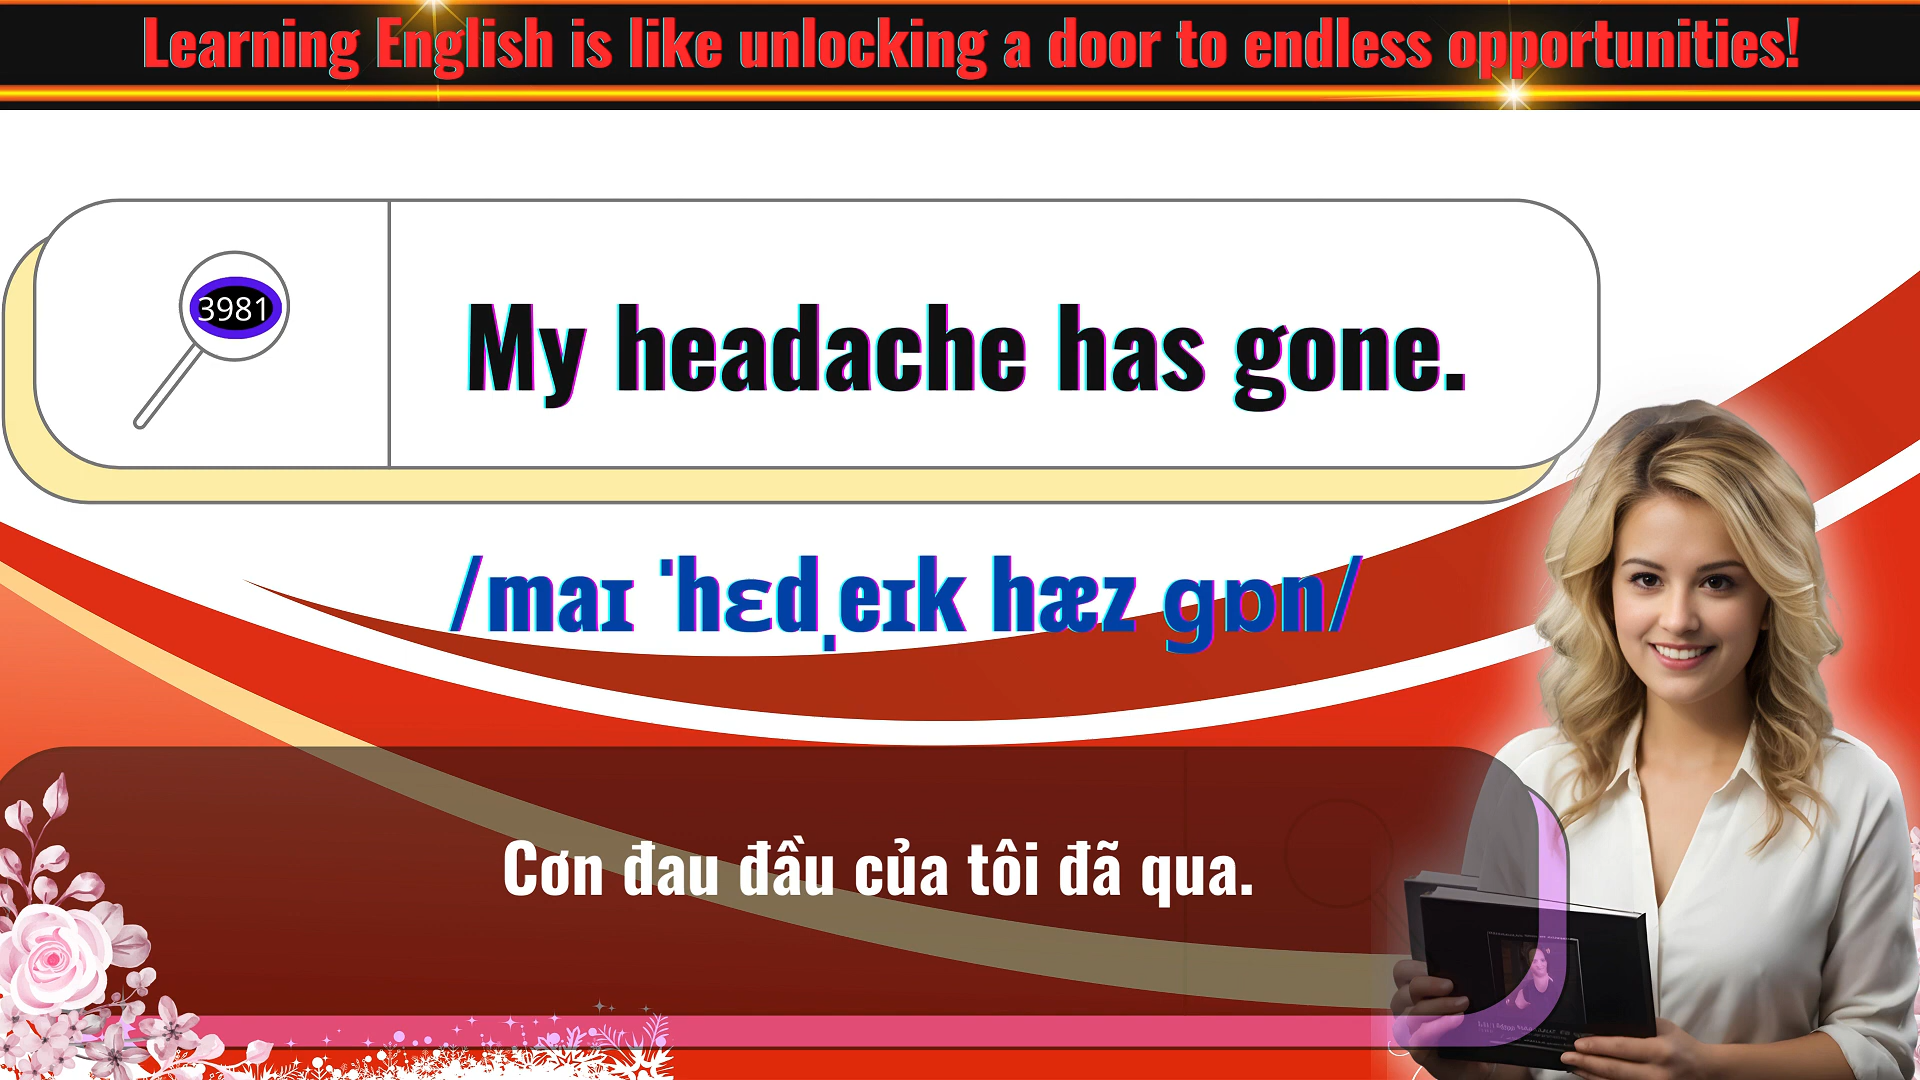 Learning English is like unlocking a door to endless opportunities!
3981
My headache has gone.
/maɪ ˈhɛdˌeɪk hæz ɡɒn/
Cơn đau đầu của tôi đã qua.